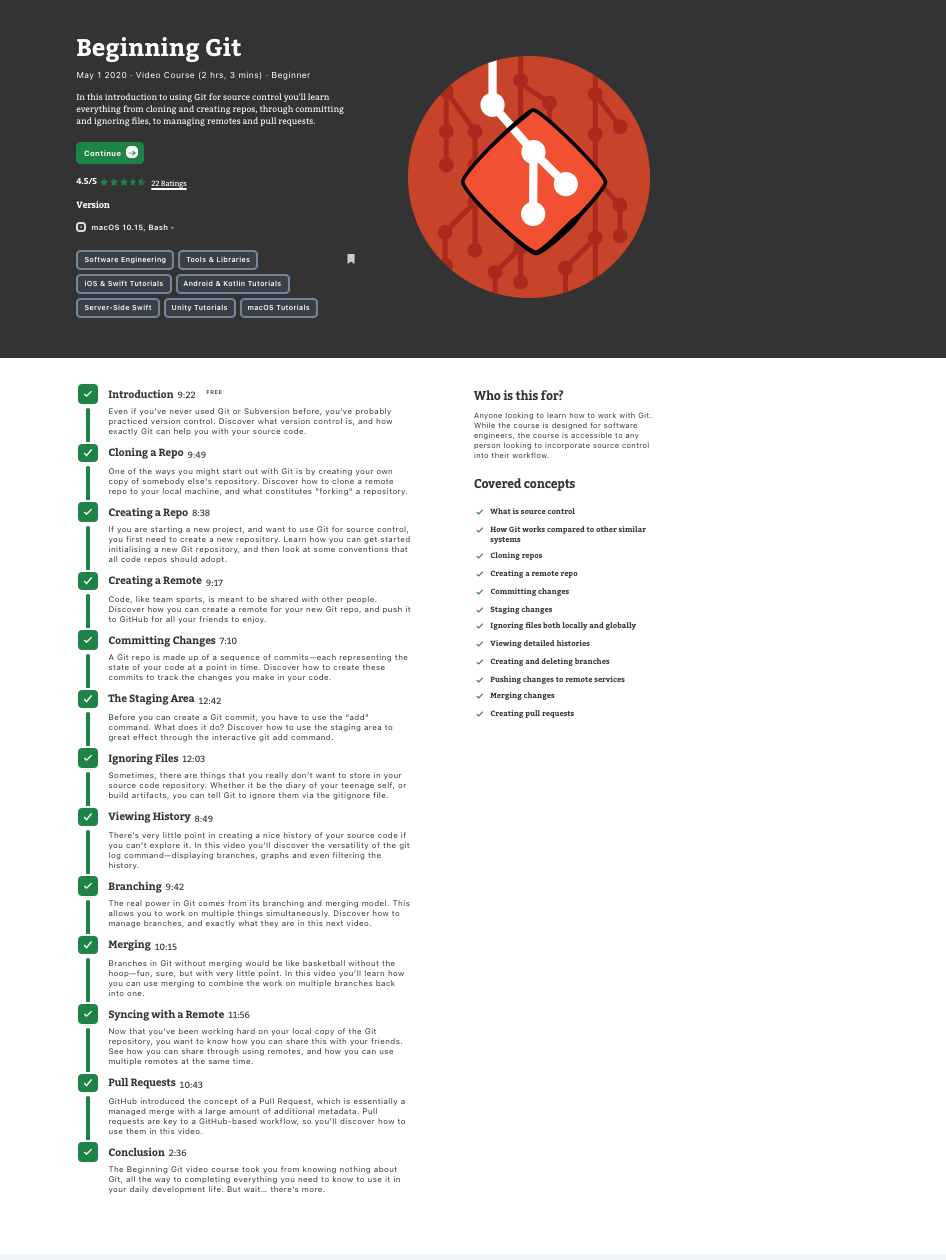 Beginning Git
May 1 2020 · Video Course (2 hrs, 3 mins) · Beginner
In this introduction to using Git for source control you'll learn
everything from cloning and creating repos, through committing
and ignoring files, to managing remotes and pull requests.
Continue
4.5/5 22 Ratings
Version
macOS 10.15, Bash -
Software Engineering Tools & Libraries
iOS & Swift Tutorials Android & Kotlin Tutorials
Server-Side Swift Unity Tutorials macOS Tutorials
Introduction 9:22 FREE
Even if you've never used Git or Subversion before, you've probably
practiced version control. Discover what version control is, and how
exactly Git can help you with your source code.
Cloning a Repo 9:49
One of the ways you might start out with Git is by creating your own
copy of somebody else's repository. Discover how to clone a remote
repo to your local machine, and what constitutes "forking" a repository.
Creating a Repo 8:38
If you are starting a new project, and want to use Git for source control,
you first need to create a new repository. Learn how you can get started
initialising a new Git repository, and then look at some conventions that
all code repos should adopt.
Creating a Remote 9:17
Code, like team sports, is meant to be shared with other people.
Discover how you can create a remote for your new Git repo, and push it
to GitHub for all your friends to enjoy.
Committing Changes 7:10
A Git repo is made up of a sequence of commits—each representing the
state of your code at a point in time. Discover how to create these
commits to track the changes you make in your code.
The Staging Area 12:42
Before you can create a Git commit, you have to use the “add”
command. What does it do? Discover how to use the staging area to
great effect through the interactive git add command.
Ignoring Files 12:03
Sometimes, there are things that you really don’t want to store in your
source code repository. Whether it be the diary of your teenage self, or
build artifacts, you can tell Git to ignore them via the gitignore file.
Viewing History 8:49
There's very little point in creating a nice history of your source code if
you can't explore it. In this video you'll discover the versatility of the git
log command—displaying branches, graphs and even filtering the
history.
Branching 9:42
The real power in Git comes from its branching and merging model. This
allows you to work on multiple things simultaneously. Discover how to
manage branches, and exactly what they are in this next video.
Merging 10:15
Branches in Git without merging would be like basketball without the
hoop—fun, sure, but with very little point. In this video you’ll learn how
you can use merging to combine the work on multiple branches back
into one.
Syncing with a Remote 11:56
Now that you've been working hard on your local copy of the Git
repository, you want to know how you can share this with your friends.
See how you can share through using remotes, and how you can use
multiple remotes at the same time.
Pull Requests 10:43
GitHub introduced the concept of a Pull Request, which is essentially a
managed merge with a large amount of additional metadata. Pull
requests are key to a GitHub-based workflow, so you’ll discover how to
use them in this video.
Conclusion 2:36
The Beginning Git video course took you from knowing nothing about
Git, all the way to completing everything you need to know to use it in
your daily development life. But wait… there's more.
Who is this for?
Anyone looking to learn how to work with Git.
While the course is designed for software
engineers, the course is accessible to any
person looking to incorporate source control
into their workflow.
Covered concepts
What is source control
How Git works compared to other similar
systems
Cloning repos
Creating a remote repo
Committing changes
Staging changes
Ignoring files both locally and globally
Viewing detailed histories
Creating and deleting branches
Pushing changes to remote services
Merging changes
Creating pull requests